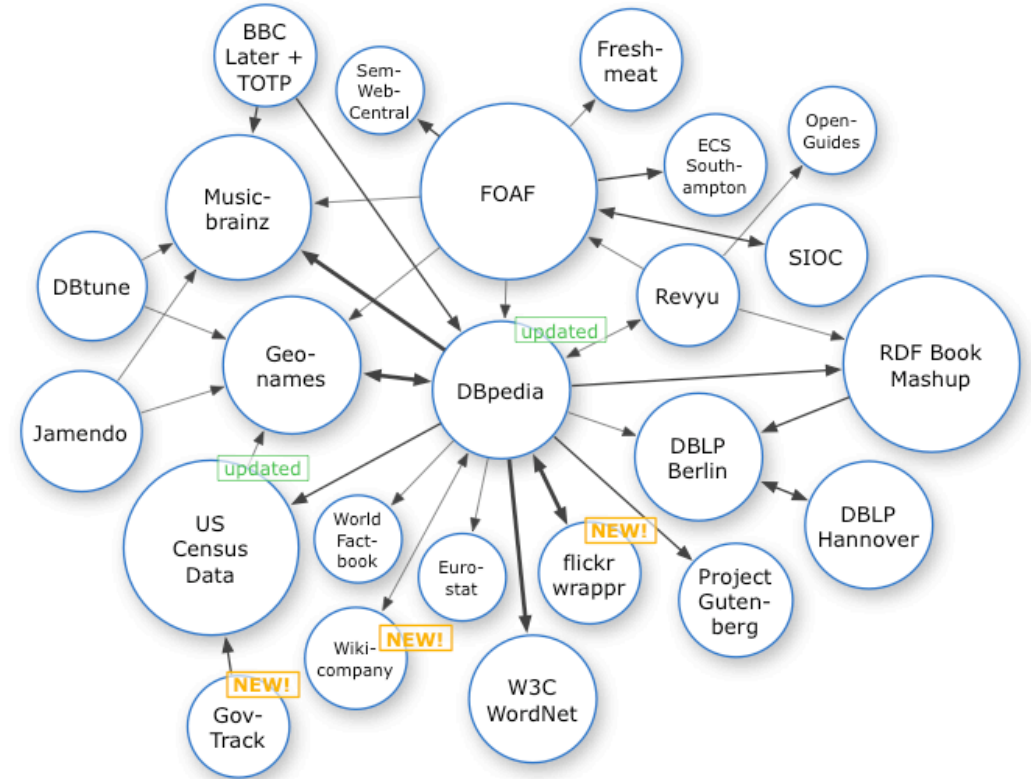 BBC
Later +
TOTP
Sem-
Web-
Central
Fresh-
meat
Open-
Guides
ECS
South-
ampton
FOAF
Music-
brainz
SIOC
DBtune
Revyu
updated
Geo-
names
DBpedia
RDF Book
Mashup
Jamendo
updated
DBLP
Berlin
US
Census
Data
World
Fact-
book
Euro-
stat
NEW!
flickr
wrappr
DBLP
Hannover
Project
Guten-
berg
NEW!
Wiki-
company
W3C
WordNet
NEW!
Gov-
Track